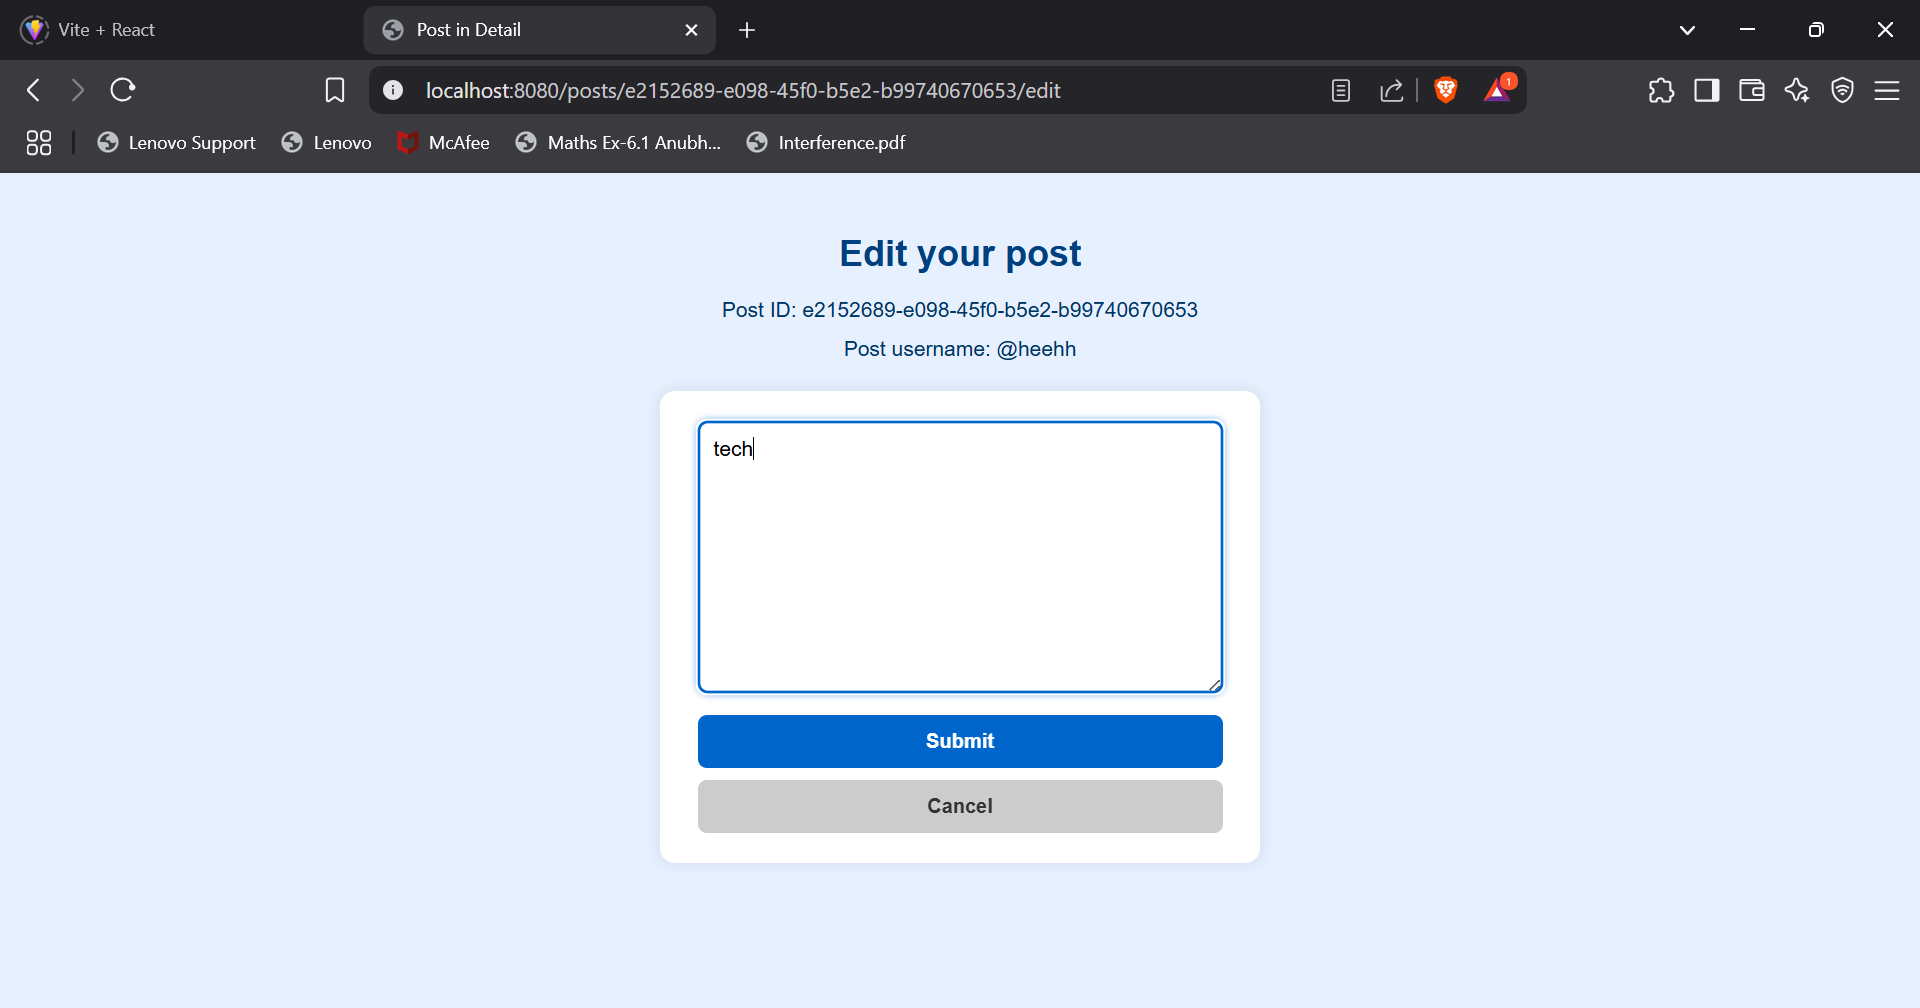 Vite + React
Post in Detail
localhost:8080/posts/e2152689-e098-45f0-b5e2-b99740670653/edit
1
Lenovo Support
Lenovo
McAfee
Maths Ex-6.1 Anubh...
Interference.pdf
Edit your post
Post ID: e2152689-e098-45f0-b5e2-b99740670653
Post username: @heehh
tech
Submit
Cancel